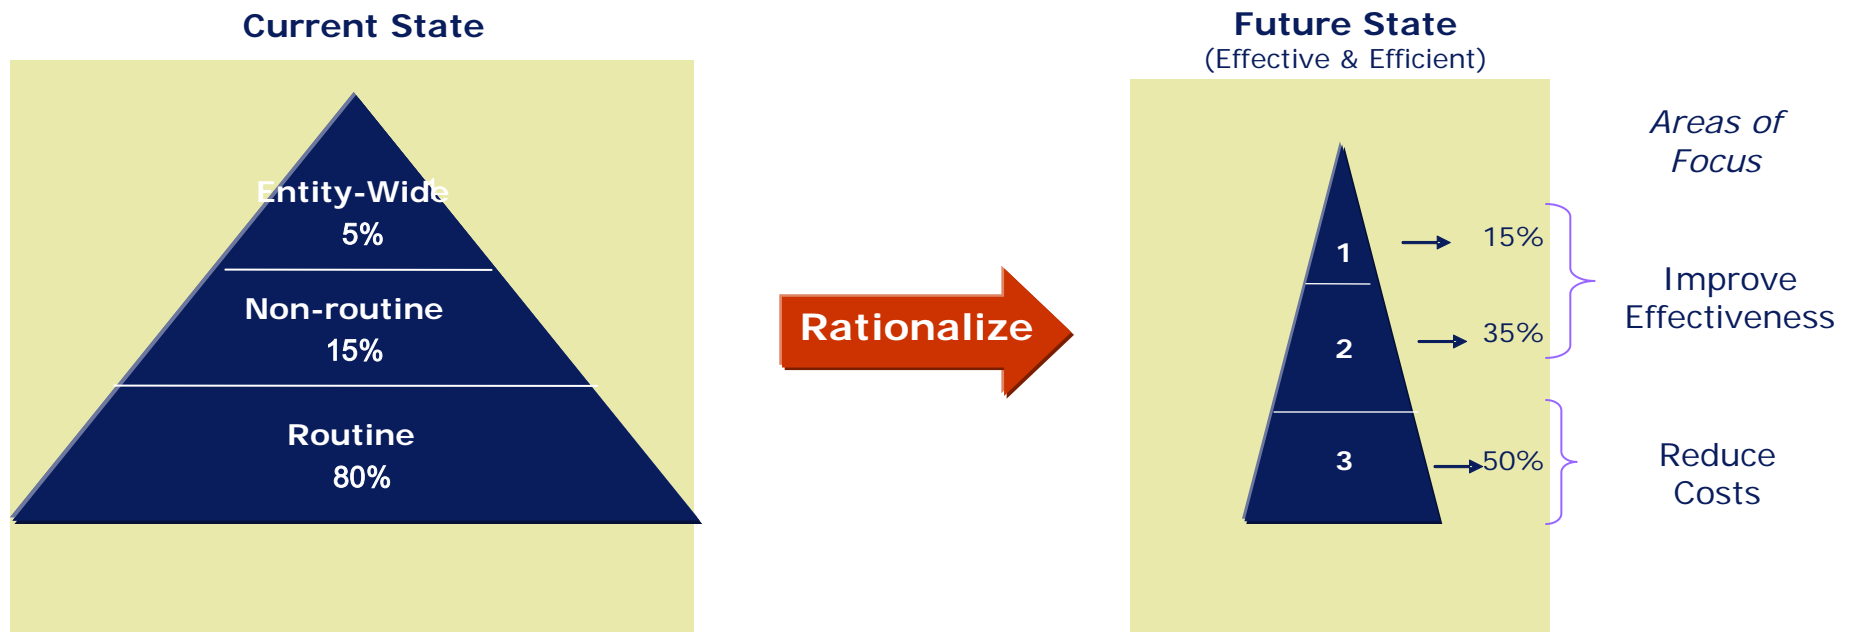 Current State
Entity-Wide
5%
Non-routine
15%
Routine
80%
Rationalize
Future State
(Effective & Efficient)
1
2
3
15%
35%
50%
Areas of
Focus
Improve
Effectiveness
Reduce
Costs